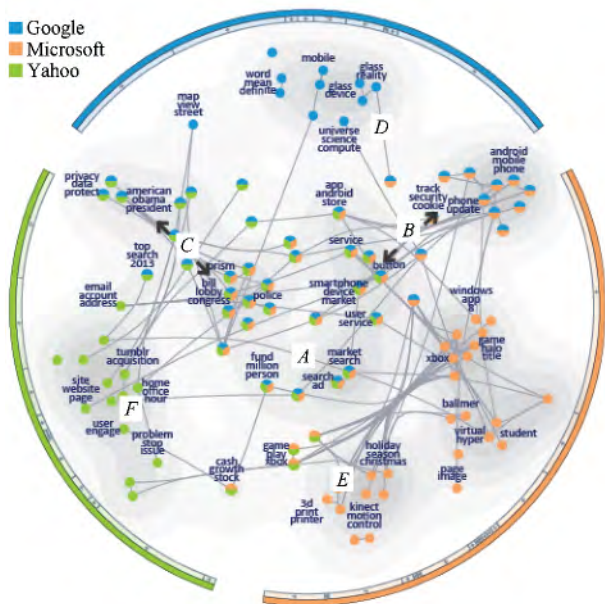 Google
Microsoft
Yahoo
mobile
glass
reality
word
mean
definite
glass
device
map
view
street
D
universe
science
compute
android
mobile
phone
privacy
data
protect
american
obama
president
app
android
store
track
security
cookie
phone
update
B
C
top
search
2013
service
button
prism
bill
lobby
congress
police
smartphone
device
market
email
account
address
windows
app
8
user
service
game
halo
title
xbox
tumblr
acquisition
A
market
search
fund
million
person
search
ad
site
website
page
home
office
hour
F
ballmer
user
engage
virtual
hyper
student
problem
stop
issue
game
play
xbox
holiday
season
christmas
cash
growth
stock
E
page
image
3d
print
printer
kinect
motion
control